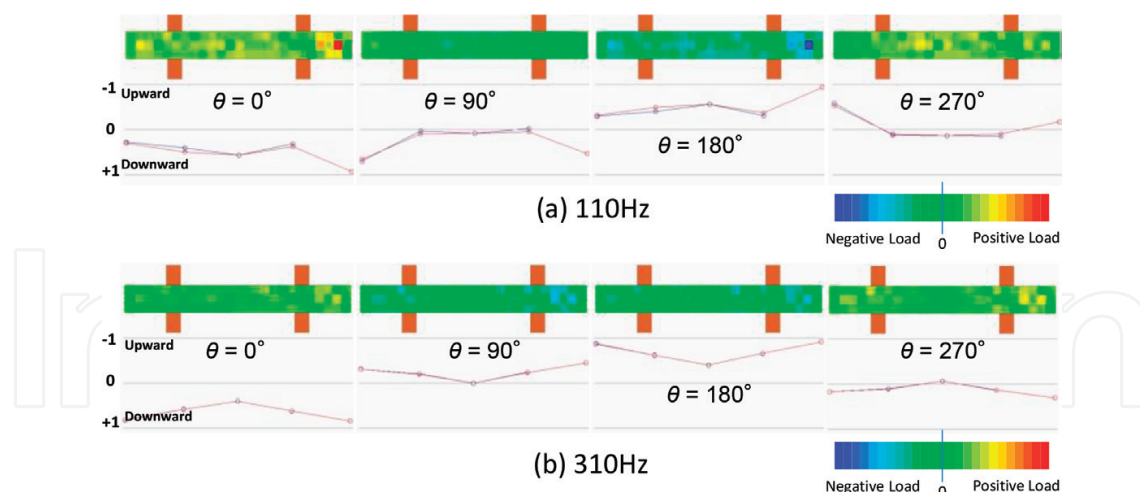 -1 Upward
θ = 0° θ = 90° θ = 180° θ = 270°
0
+1 Downward
(a) 110Hz
Negative Load 0 Positive Load
-1 Upward
θ = 0° θ = 90° θ = 180° θ = 270°
0
+1 Downward
(b) 310Hz
Negative Load 0 Positive Load